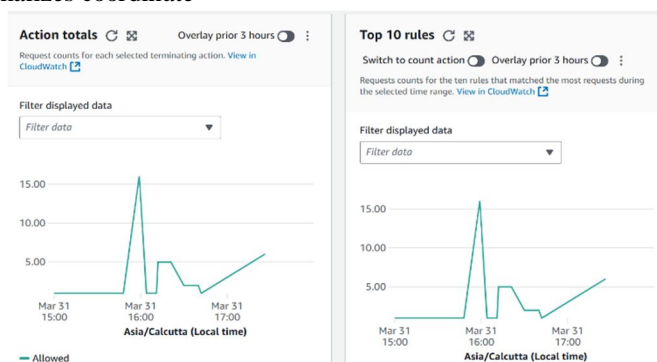 Action totals
Overlay prior 3 hours
Request counts for each selected terminating action. View in
CloudWatch
Filter displayed data
Filter data
15.00
10.00
5.00
Mar 31
15:00
Mar 31
16:00
Mar 31
17:00
Asia/Calcutta (Local time)
Allowed
Top 10 rules
Switch to count action
Overlay prior 3 hours
Requests counts for the ten rules that matched the most requests during
the selected time range. View in CloudWatch
Filter displayed data
Filter data
15.00
10.00
5.00
Mar 31
15:00
Mar 31
16:00
Mar 31
17:00
Asia/Calcutta (Local time)